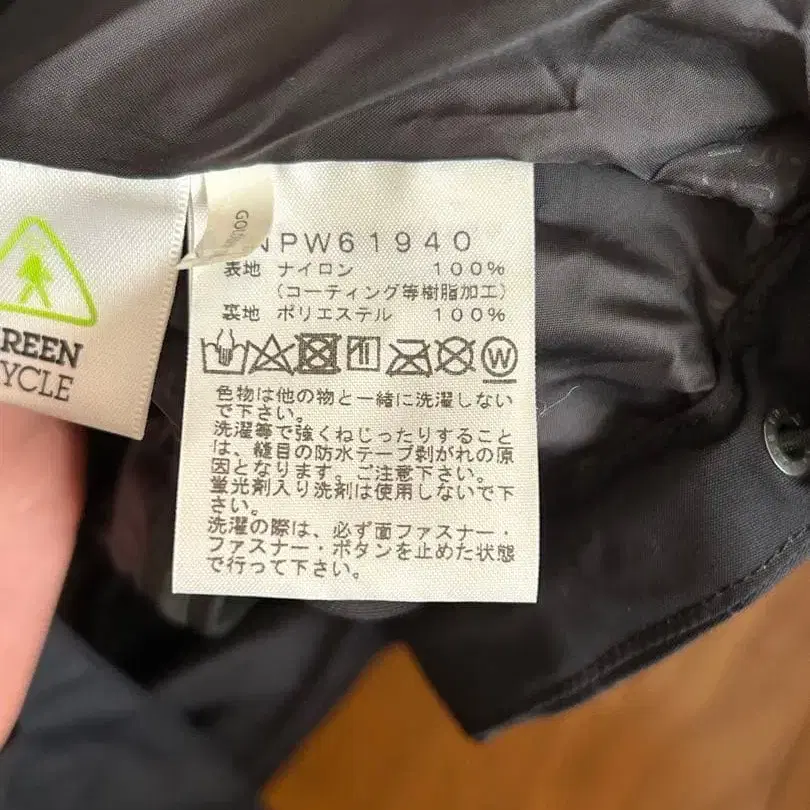 GREEN
CYCLE
GOL
NPW61940
表地 ナイロン 100%
(コーティング等樹脂加工)
裏地 ポリエステル 100%
W
色物は他の物と一緒に洗濯しない
で下さい。
洗濯等で強くねじったりすること
は、縫目の防水テープ剥がれの原
因となります。ご注意下さい。
蛍光剤入り洗剤は使用しないで下
さい。
洗濯の際は、必ず面ファスナー・
ファスナー・ボタンを止めた状態
で行って下さい。